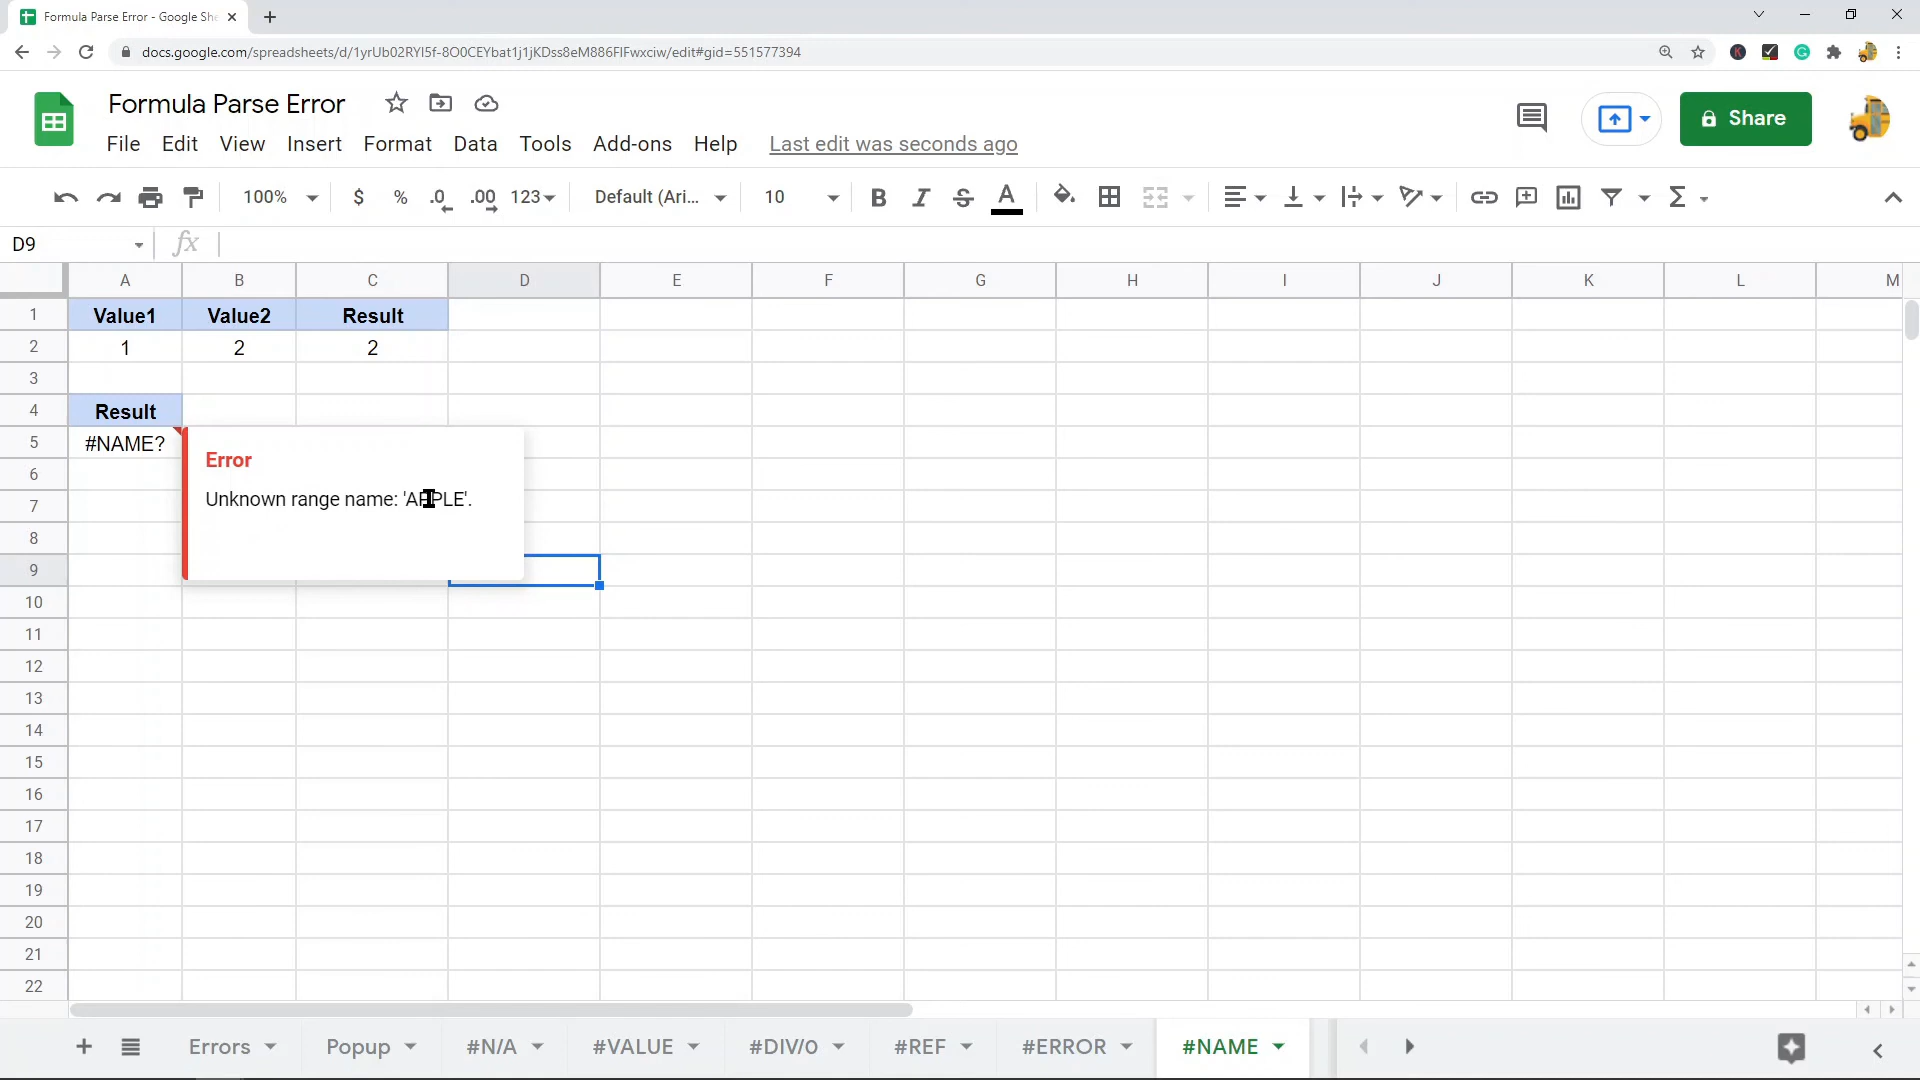 Formula Parse Error - Google She
docs.google.com/spreadsheets/d/1yrUb02RYI5f-8O0CEYbat1j1jKDss8eM886FIFwxciw/edit#gid=551577394
Formula Parse Error
Share
File Edit View Insert Format Data Tools Add-ons Help Last edit was seconds ago
100% $ % .0 .00 123 Default (Ari... 10 B I S A
D9 fx
A B C D E F G H I J K L M
1 Value1 Value2 Result
2 1 2 2
3
4 Result
5 #NAME?
Error
6
Unknown range name: 'APPLE'.
7
8
9
10
11
12
13
14
15
16
17
18
19
20
21
22
Errors Popup #N/A #VALUE #DIV/0 #REF #ERROR #NAME